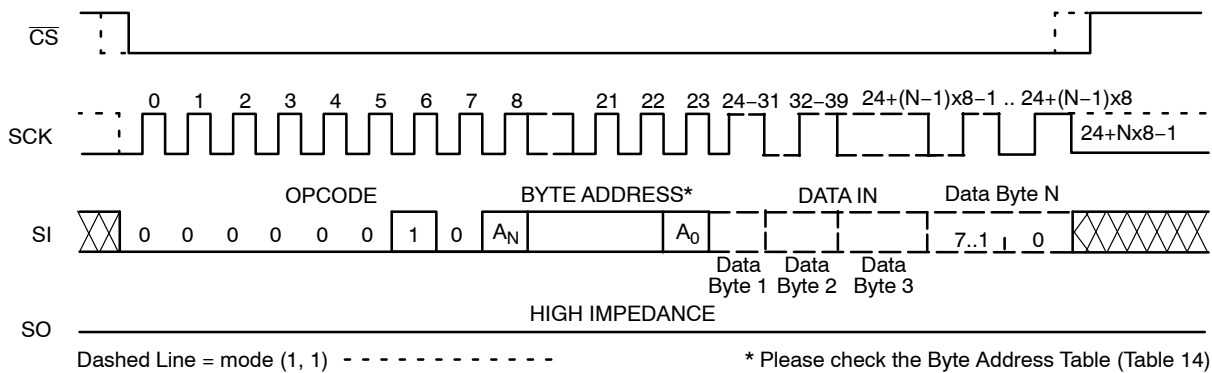 CS
0 1 2 3 4 5 6 7 8 21 22 23 24−31 32−39 24+(N−1)x8−1 .. 24+(N−1)x8
SCK
24+Nx8−1
OPCODE BYTE ADDRESS* DATA IN Data Byte N
SI
0 0 0 0 0 0 1 0 AN A0 7..1 0
Data Byte 1
Data Byte 2
Data Byte 3
HIGH IMPEDANCE
SO
Dashed Line = mode (1, 1) - - - - - - - - - - - -
* Please check the Byte Address Table (Table 14)